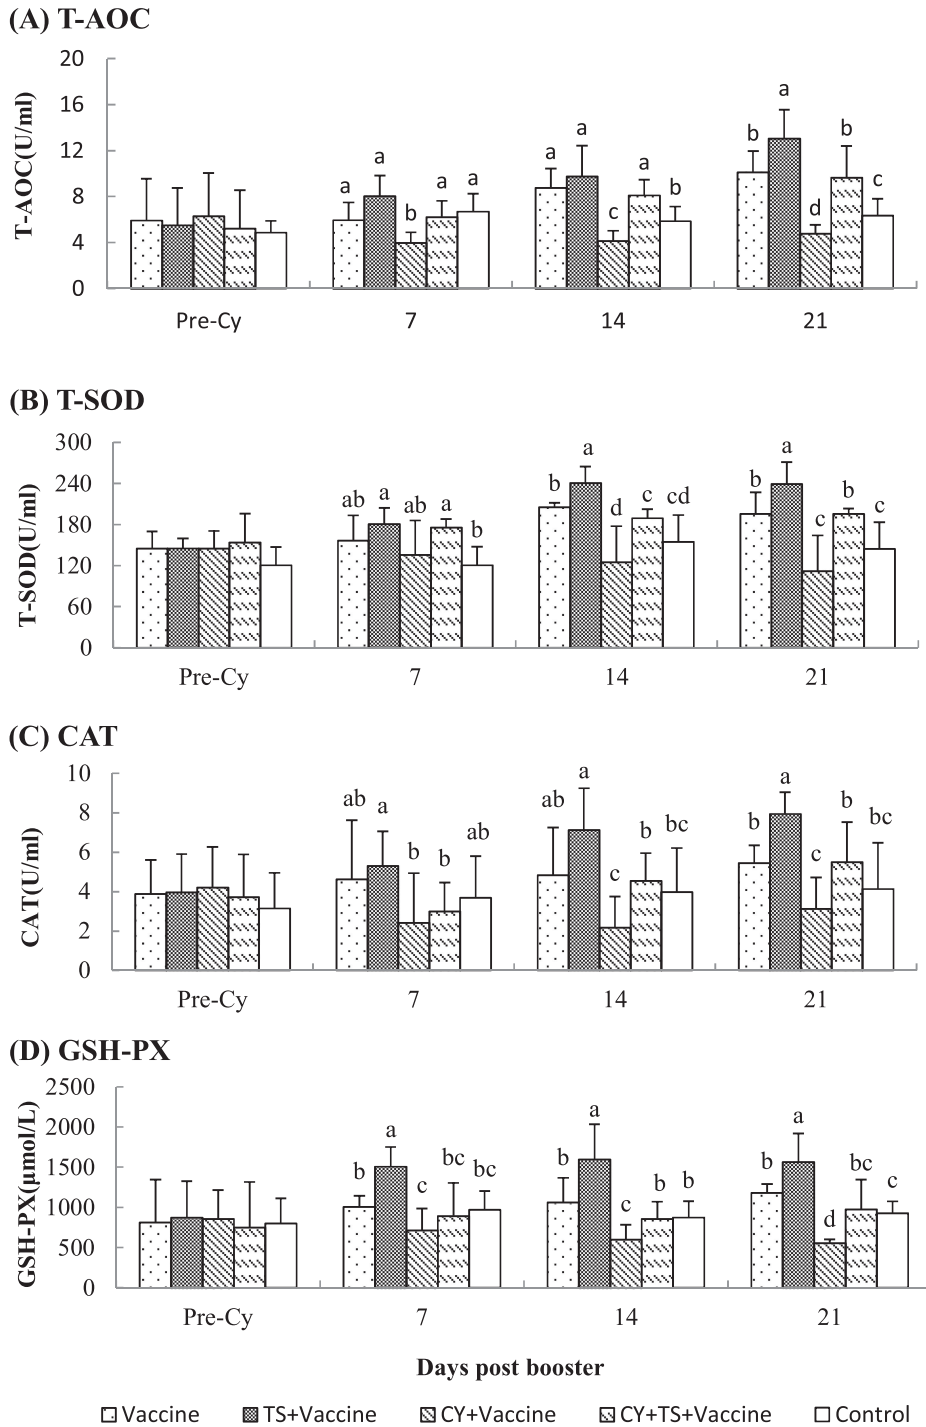 (A) T-AOC
T-AOC(U/ml)
20
16
12
8
4
0
a a b a a
a a c a b
b a d b c
Pre-Cy 7 14 21
(B) T-SOD
T-SOD(U/ml)
300
240
180
120
60
0
ab a ab a b
b a d c cd
b a c b c
Pre-Cy 7 14 21
(C) CAT
CAT(U/ml)
10
8
6
4
2
0
ab a b b ab
ab a c b bc
b a c b bc
Pre-Cy 7 14 21
(D) GSH-PX
GSH-PX(μmol/L)
2500
2000
1500
1000
500
0
b a c bc bc
b a c b b
b a d bc c
Pre-Cy 7 14 21
Days post booster
Vaccine TS+Vaccine CY+Vaccine CY+TS+Vaccine Control